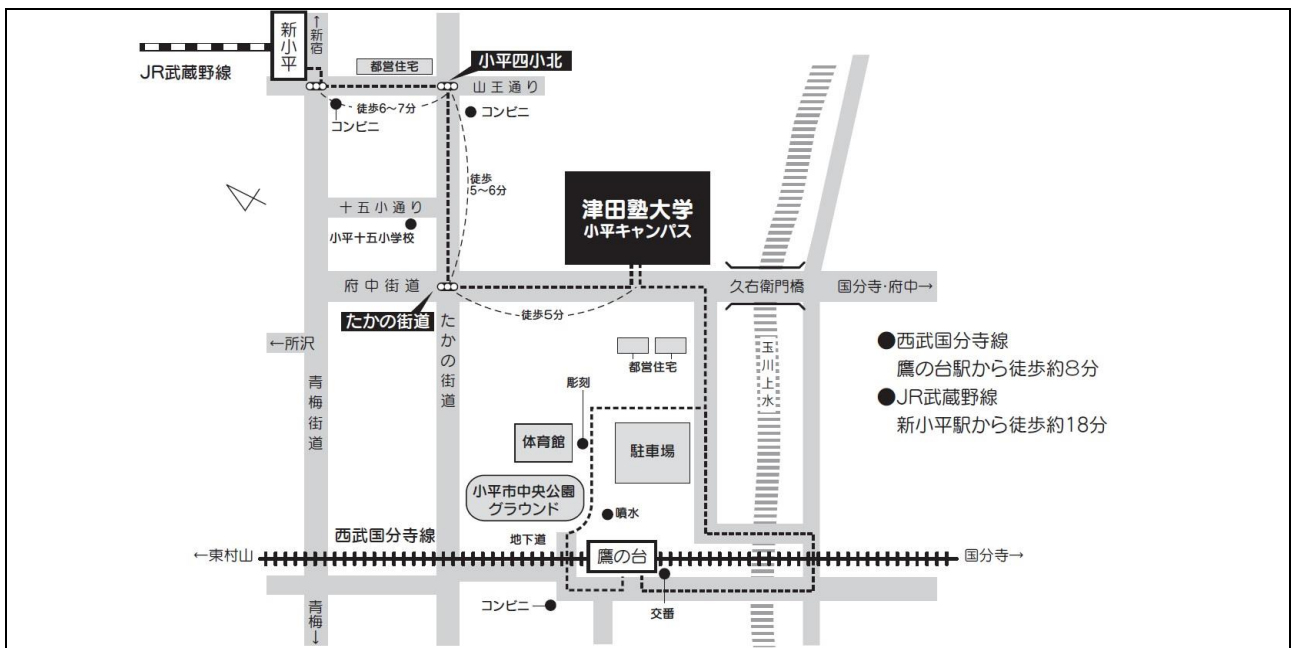 新小平
↑新宿
JR武蔵野線
都営住宅
小平四小北
山王通り
徒歩6〜7分
コンビニ
コンビニ
徒歩
5〜6分
十五小通り
小平十五小学校
津田塾大学
小平キャンパス
府中街道
久右衛門橋
国分寺・府中→
たかの街道
徒歩5分
たかの街道
←所沢
青梅街道
都営住宅
玉川上水
●西武国分寺線
鷹の台駅から徒歩約8分
●JR武蔵野線
新小平駅から徒歩約18分
彫刻
体育館
駐車場
小平市中央公園
グラウンド
噴水
西武国分寺線
地下道
←東村山
鷹の台
国分寺→
コンビニ
交番
青梅↓